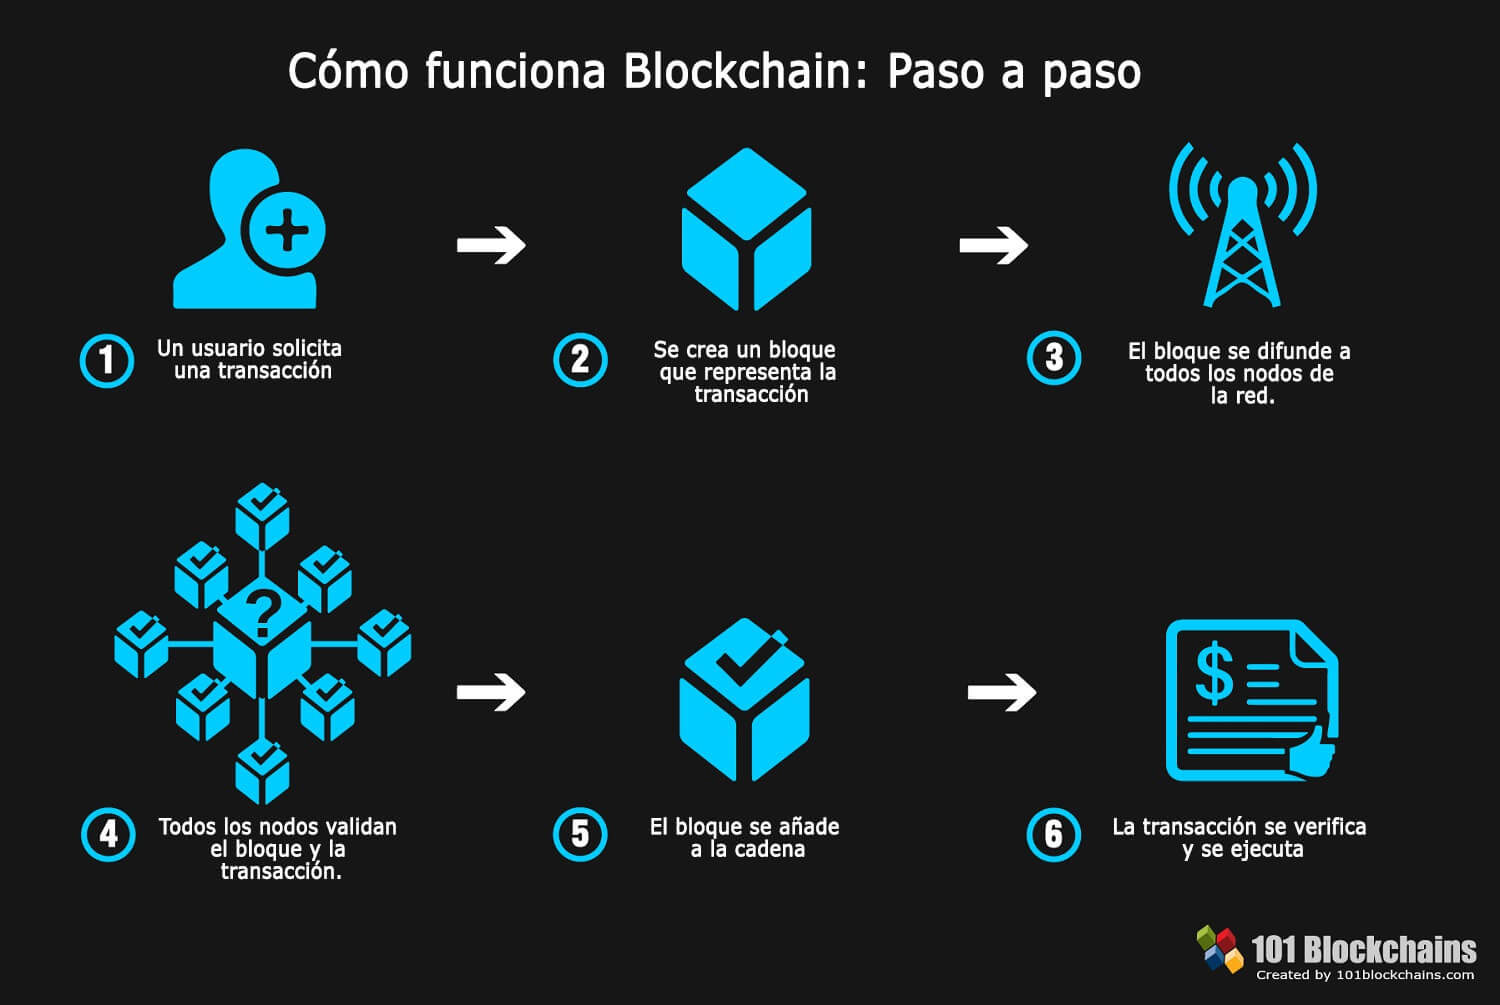 Cómo funciona Blockchain: Paso a paso
1
Un usuario solicita
una transacción
2
Se crea un bloque
que representa la
transacción
3
El bloque se difunde a
todos los nodos de
la red.
?
4
Todos los nodos validan
el bloque y la
transacción.
5
El bloque se añade
a la cadena
$
6
La transacción se verifica
y se ejecuta
101 Blockchains
Created by 101blockchains.com